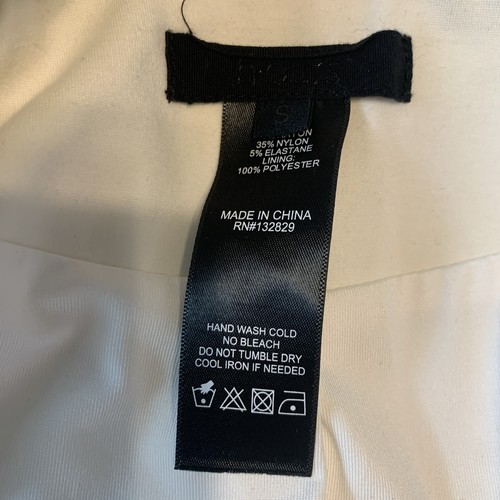 S
35% NYLON
5% ELASTANE
LINING:
100% POLYESTER
MADE IN CHINA
RN#132829
HAND WASH COLD
NO BLEACH
DO NOT TUMBLE DRY
COOL IRON IF NEEDED